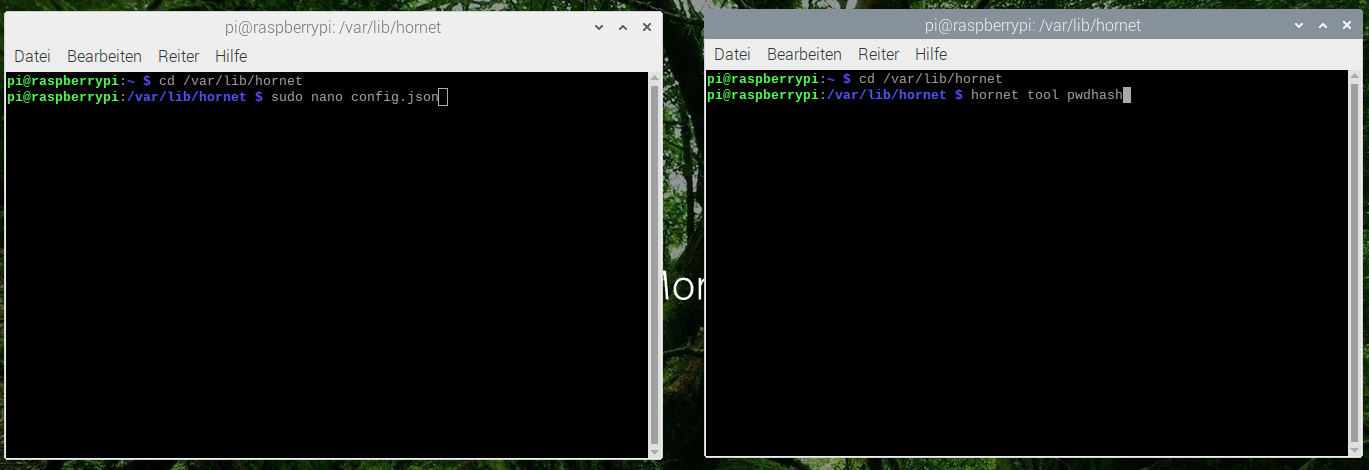 pi@raspberrypi: /var/lib/hornet
Datei Bearbeiten Reiter Hilfe
pi@raspberrypi:~ $ cd /var/lib/hornet
pi@raspberrypi:/var/lib/hornet $ sudo nano config.json
pi@raspberrypi: /var/lib/hornet
Datei Bearbeiten Reiter Hilfe
pi@raspberrypi:~ $ cd /var/lib/hornet
pi@raspberrypi:/var/lib/hornet $ hornet tool pwdhash